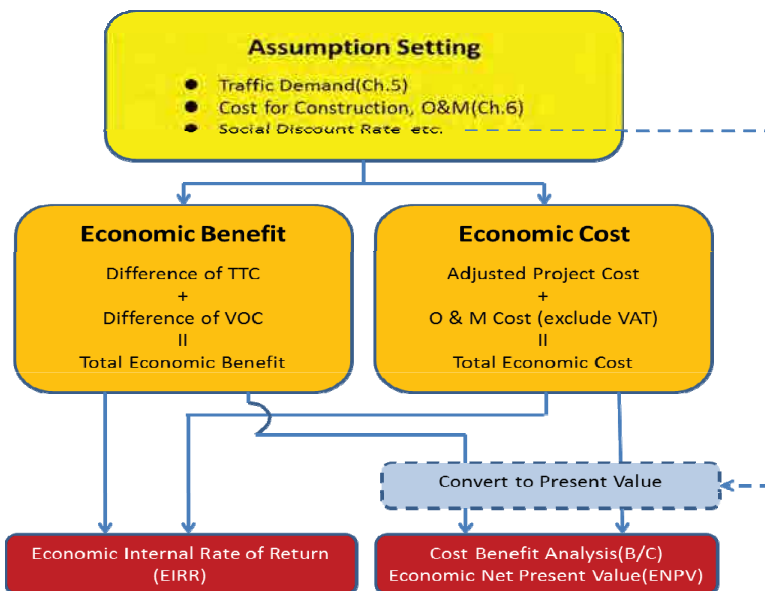 Assumption Setting
● Traffic Demand(Ch.5)
● Cost for Construction, O&M(Ch.6)
● Social Discount Rate etc.
Economic Benefit
Difference of TTC
+
Difference of VOC
=
Total Economic Benefit
Economic Cost
Adjusted Project Cost
+
O & M Cost (exclude VAT)
=
Total Economic Cost
Convert to Present Value
Economic Internal Rate of Return
(EIRR)
Cost Benefit Analysis(B/C)
Economic Net Present Value(ENPV)